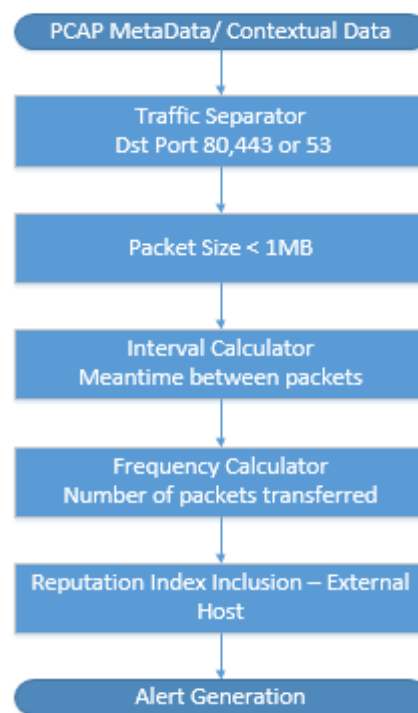 PCAP MetaData/ Contextual Data
Traffic Separator
Dst Port 80,443 or 53
Packet Size < 1MB
Interval Calculator
Meantime between packets
Frequency Calculator
Number of packets transferred
Reputation Index Inclusion – External
Host
Alert Generation